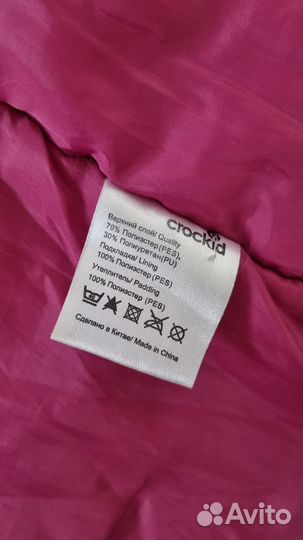 crockid
Верхний слой/ Quality
70% Полиэстер(PES),
30% Полиуретан(PU)
Подкладка/ Lining
100% Полиэстер (PES)
Утеплитель/ Padding
100% Полиэстер (PES)
Сделано в Китае/ Made in China
Avito